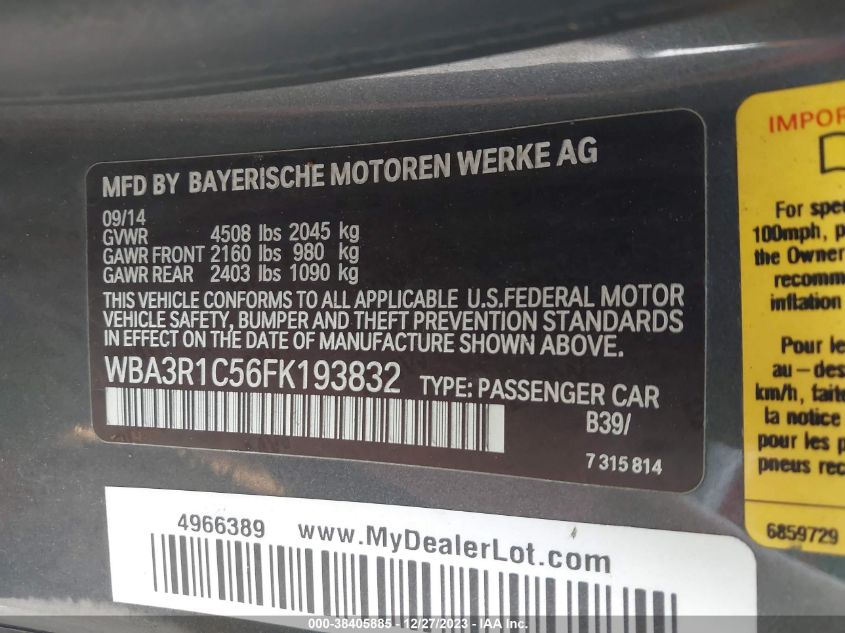 MFD BY BAYERISCHE MOTOREN WERKE AG
09/14
GVWR 4508 lbs 2045 kg
GAWR FRONT 2160 lbs 980 kg
GAWR REAR 2403 lbs 1090 kg
THIS VEHICLE CONFORMS TO ALL APPLICABLE U.S.FEDERAL MOTOR
VEHICLE SAFETY, BUMPER AND THEFT PREVENTION STANDARDS
IN EFFECT ON THE DATE OF MANUFACTURE SHOWN ABOVE.
WBA3R1C56FK193832 TYPE: PASSENGER CAR
B39/
7 315 814
4966389 www.MyDealerLot.com
IMPOR
For spe
100mph, p
the Owner
recomm
inflation
Pour le
au-des
km/h, fait
la notice
pour les p
pneus rec
6859729
000-38405885 - 12/27/2023 - IAA Inc.